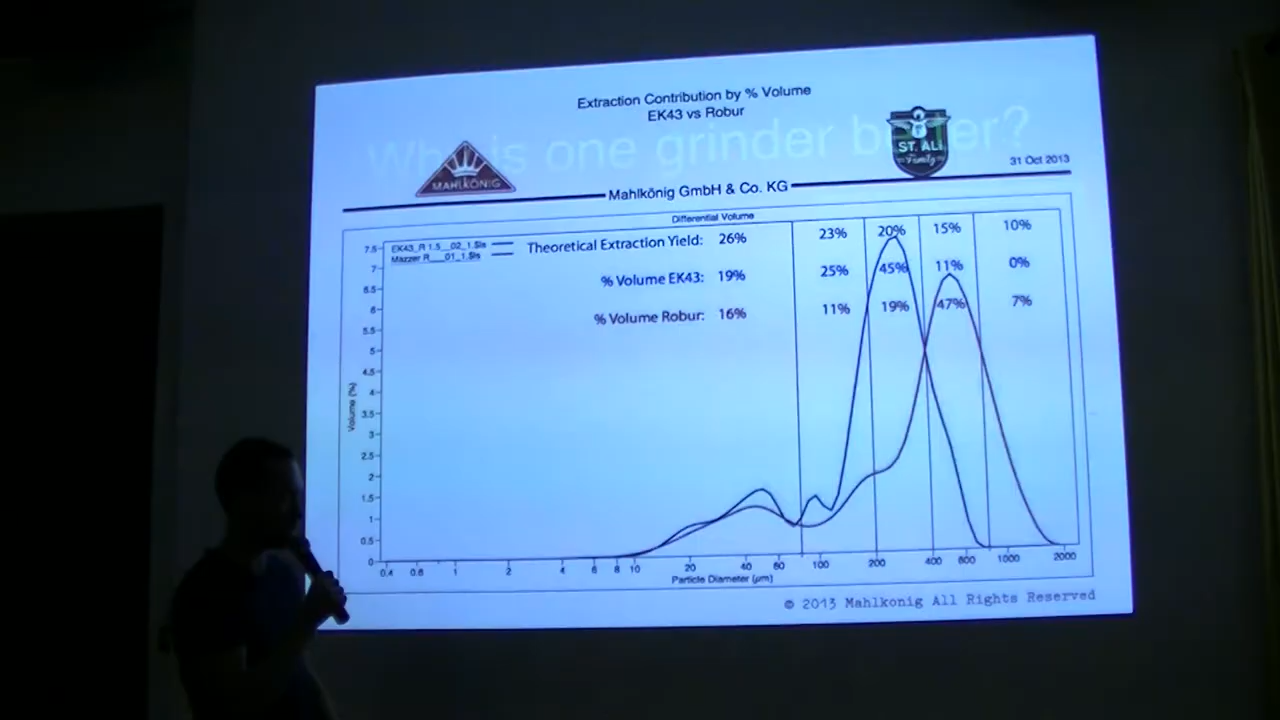 Extraction Contribution by % Volume
EK43 vs Robur
Why is one grinder better?
MAHLKÖNIG
ST. ALi
Family
31 Oct 2013
Mahlkönig GmbH & Co. KG
Differential Volume
EK43_R 1.5__02_1.$ls
Mazzer R___01_1.$ls
Theoretical Extraction Yield: 26% 23% 20% 15% 10%
% Volume EK43: 19% 25% 45% 11% 0%
% Volume Robur: 16% 11% 19% 47% 7%
Volume (%)
7.5
7
6.5
6
5.5
5
4.5
4
3.5
3
2.5
2
1.5
1
0.5
0
0.4 0.6 1 2 4 6 8 10 20 40 60 100 200 400 600 1000 2000
Particle Diameter (µm)
© 2013 Mahlkonig All Rights Reserved